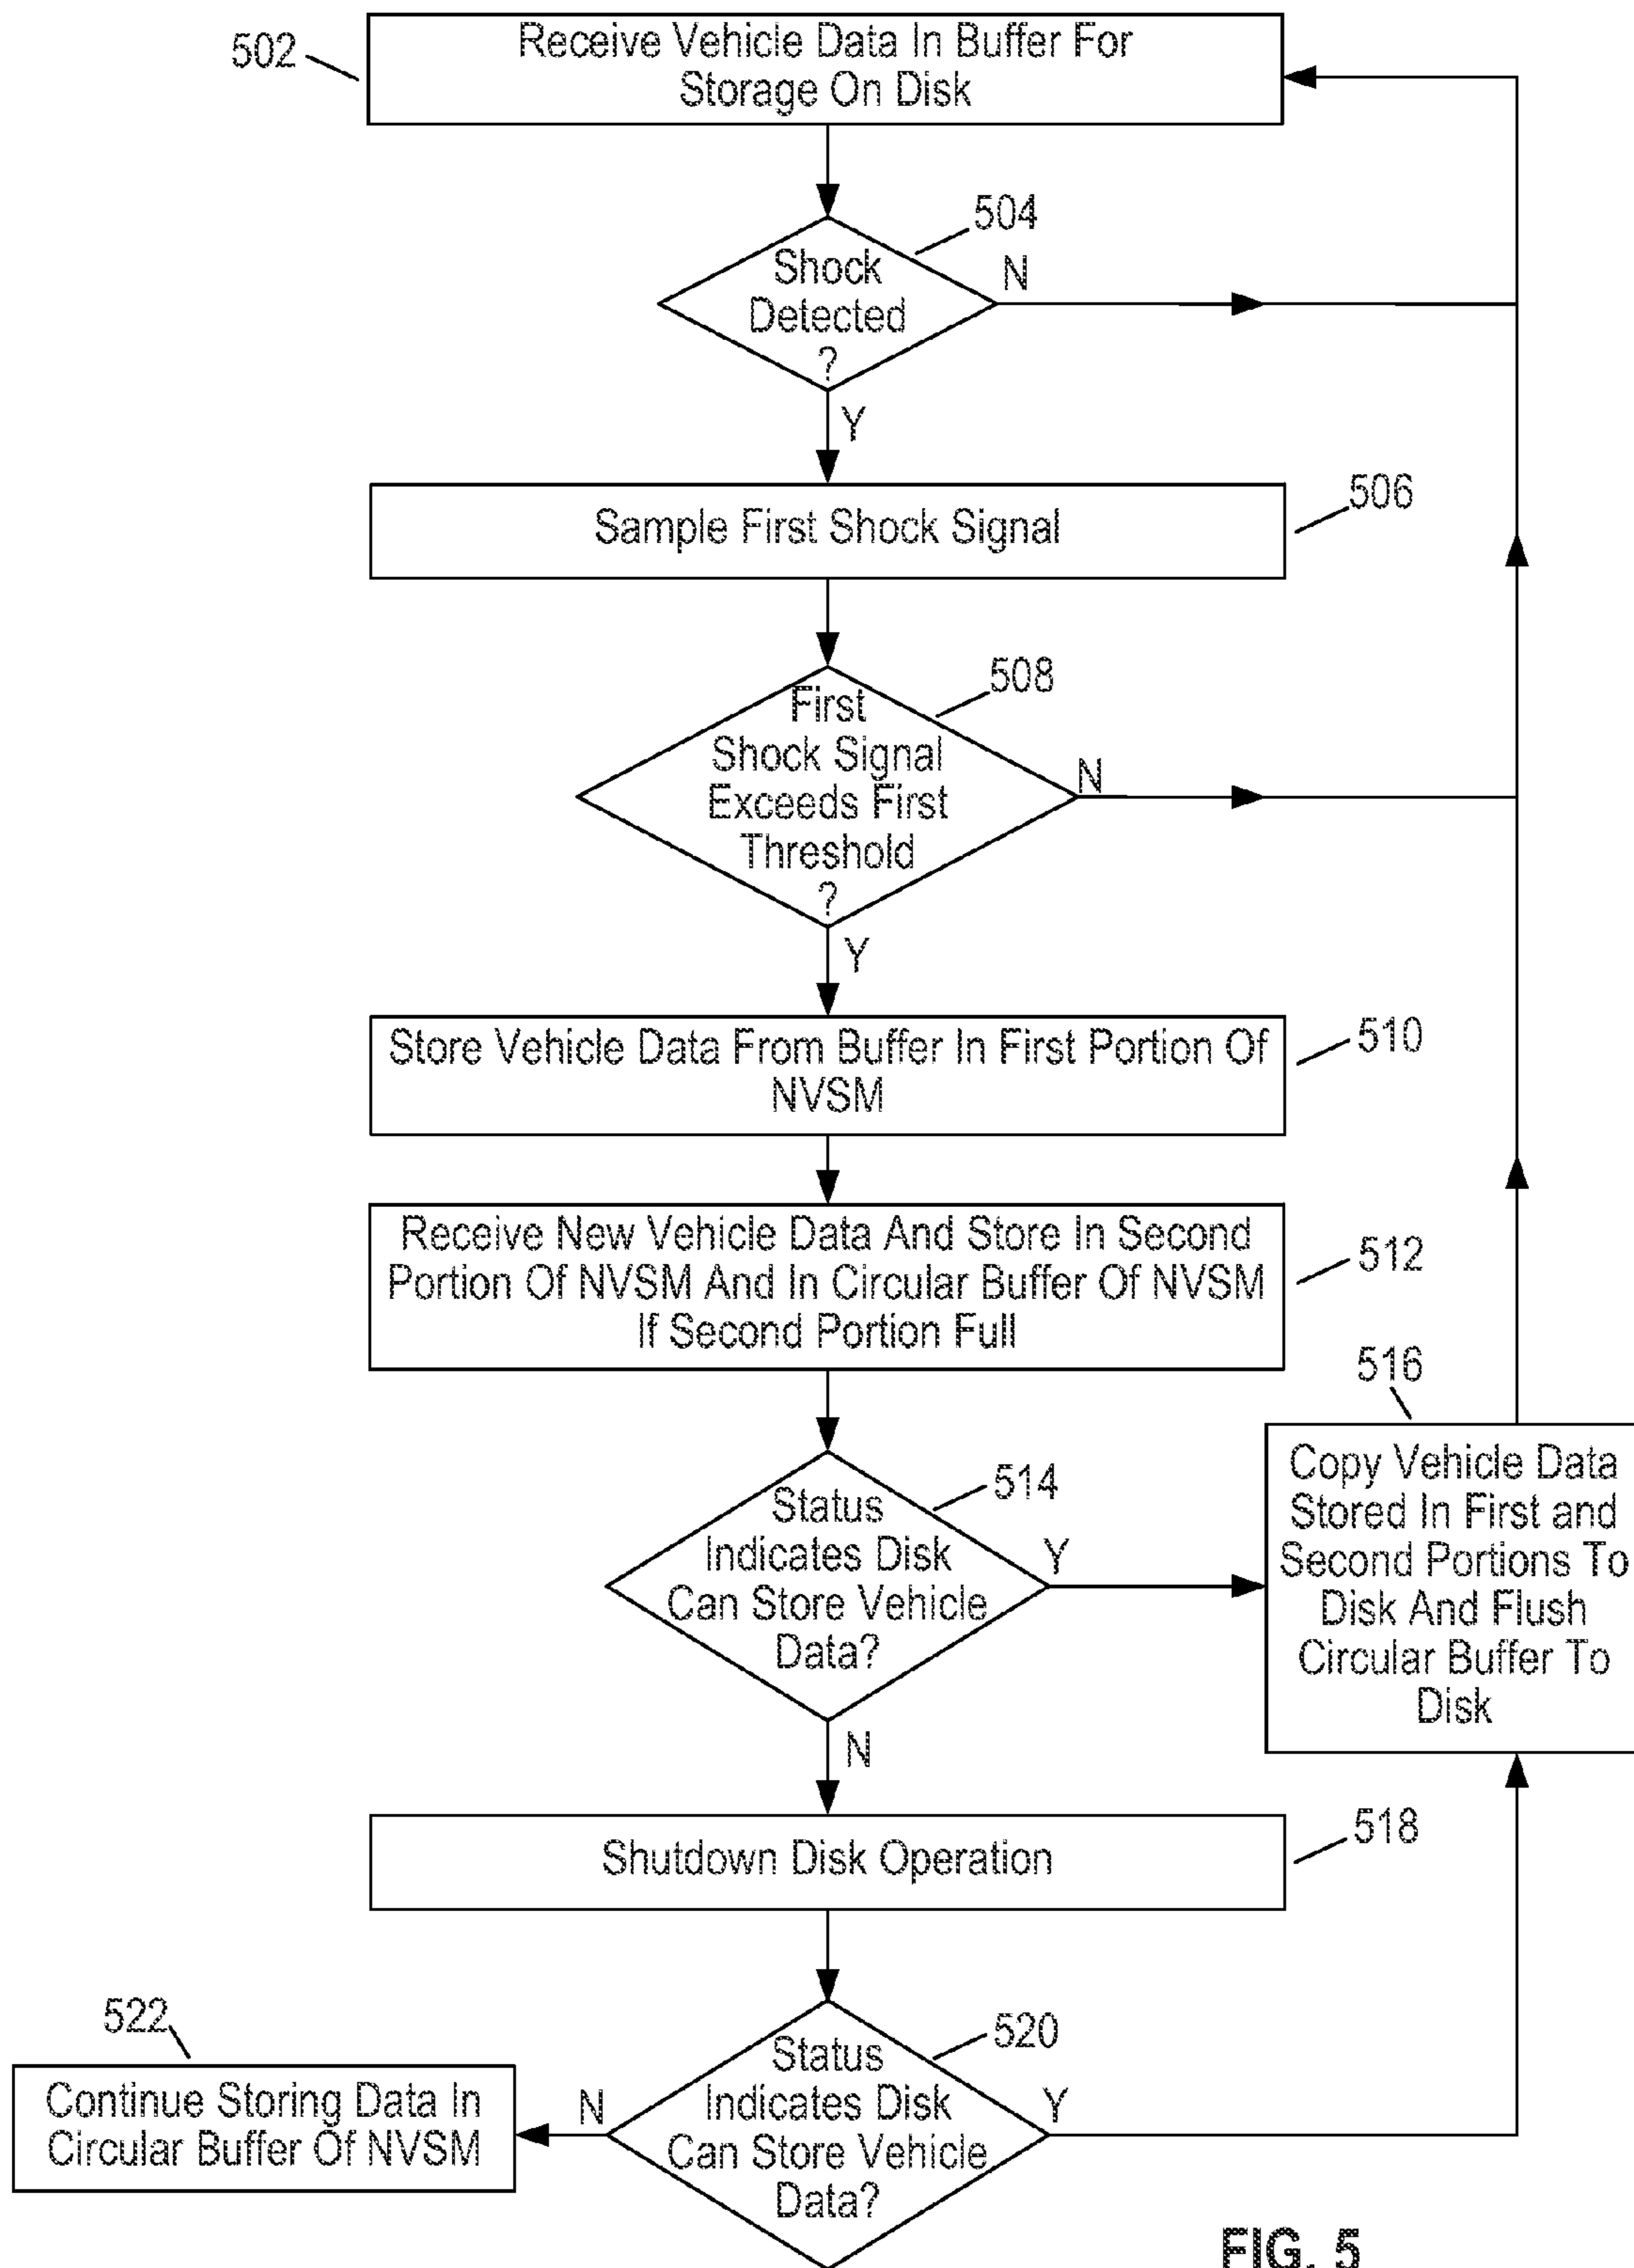 502
Receive Vehicle Data In Buffer For
Storage On Disk
504
Shock
Detected
?
N
Y
506
Sample First Shock Signal
508
First
Shock Signal
Exceeds First
Threshold
?
N
Y
510
Store Vehicle Data From Buffer In First Portion Of
NVSM
512
Receive New Vehicle Data And Store In Second
Portion Of NVSM And In Circular Buffer Of NVSM
If Second Portion Full
514
Status
Indicates Disk
Can Store Vehicle
Data?
Y
N
516
Copy Vehicle Data
Stored In First and
Second Portions To
Disk And Flush
Circular Buffer To
Disk
518
Shutdown Disk Operation
520
Status
Indicates Disk
Can Store Vehicle
Data?
N
Y
522
Continue Storing Data In
Circular Buffer Of NVSM
FIG. 5